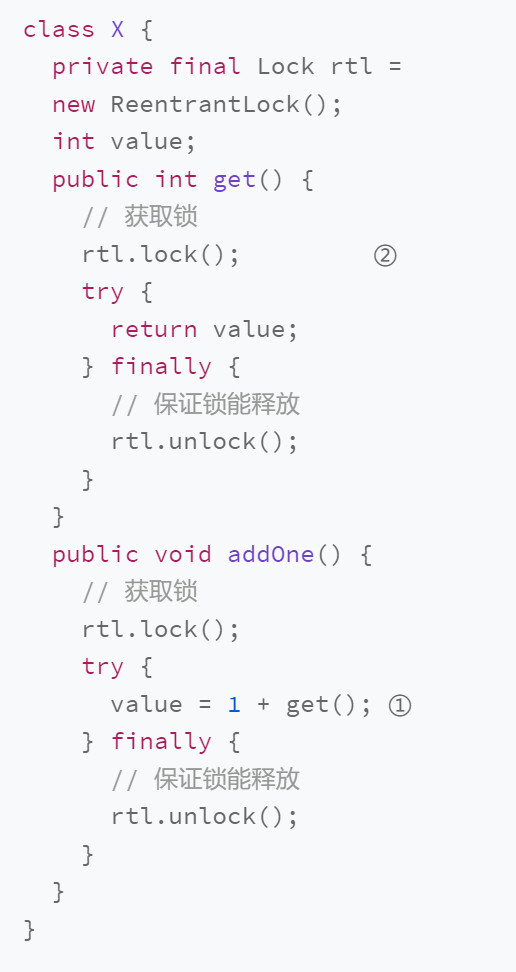 class X {
  private final Lock rtl =
  new ReentrantLock();
  int value;
  public int get() {
    // 获取锁
    rtl.lock();         ②
    try {
      return value;
    } finally {
      // 保证锁能释放
      rtl.unlock();
    }
  }
  public void addOne() {
    // 获取锁
    rtl.lock();
    try {
      value = 1 + get(); ①
    } finally {
      // 保证锁能释放
      rtl.unlock();
    }
  }
}